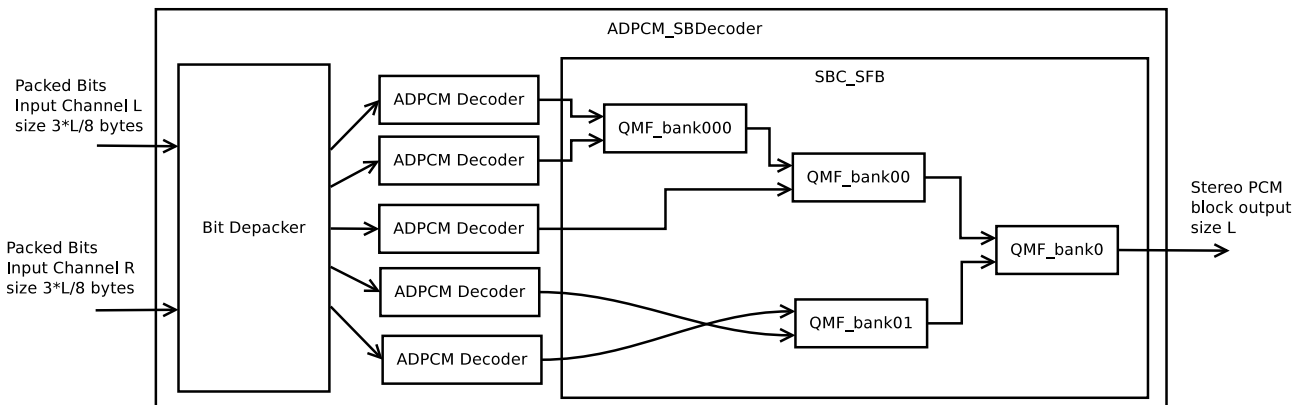 ADPCM_SBDecoder
Packed Bits
Input Channel L
size 3*L/8 bytes
Packed Bits
Input Channel R
size 3*L/8 bytes
Bit Depacker
ADPCM Decoder
ADPCM Decoder
ADPCM Decoder
ADPCM Decoder
ADPCM Decoder
SBC_SFB
QMF_bank000
QMF_bank00
QMF_bank01
QMF_bank0
Stereo PCM
block output
size L